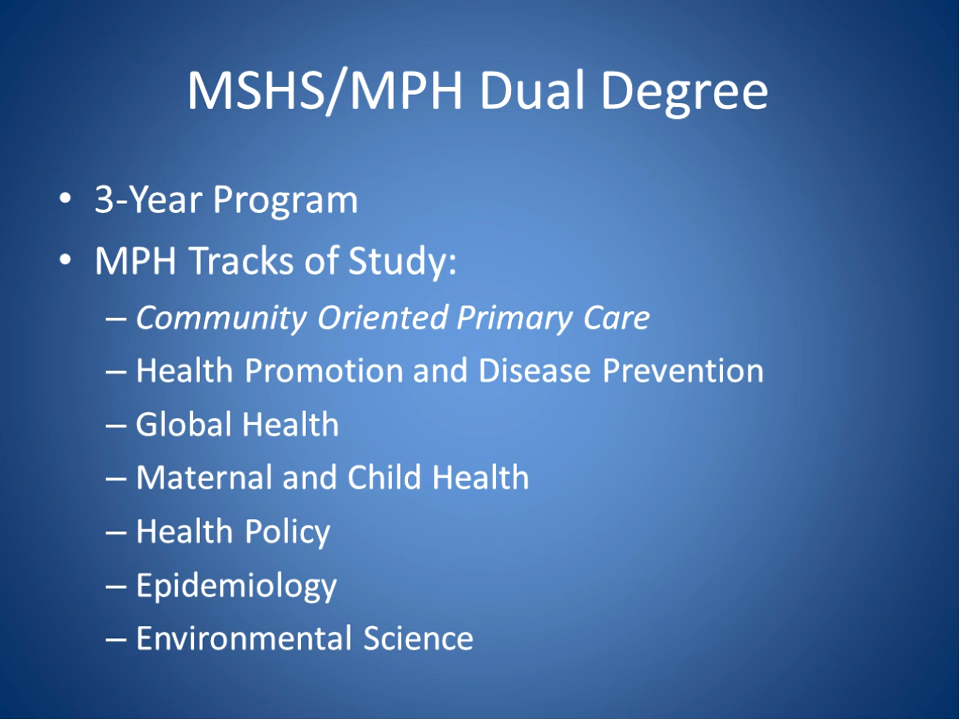 MSHS/MPH Dual Degree
• 3-Year Program
• MPH Tracks of Study:
– Community Oriented Primary Care
– Health Promotion and Disease Prevention
– Global Health
– Maternal and Child Health
– Health Policy
– Epidemiology
– Environmental Science